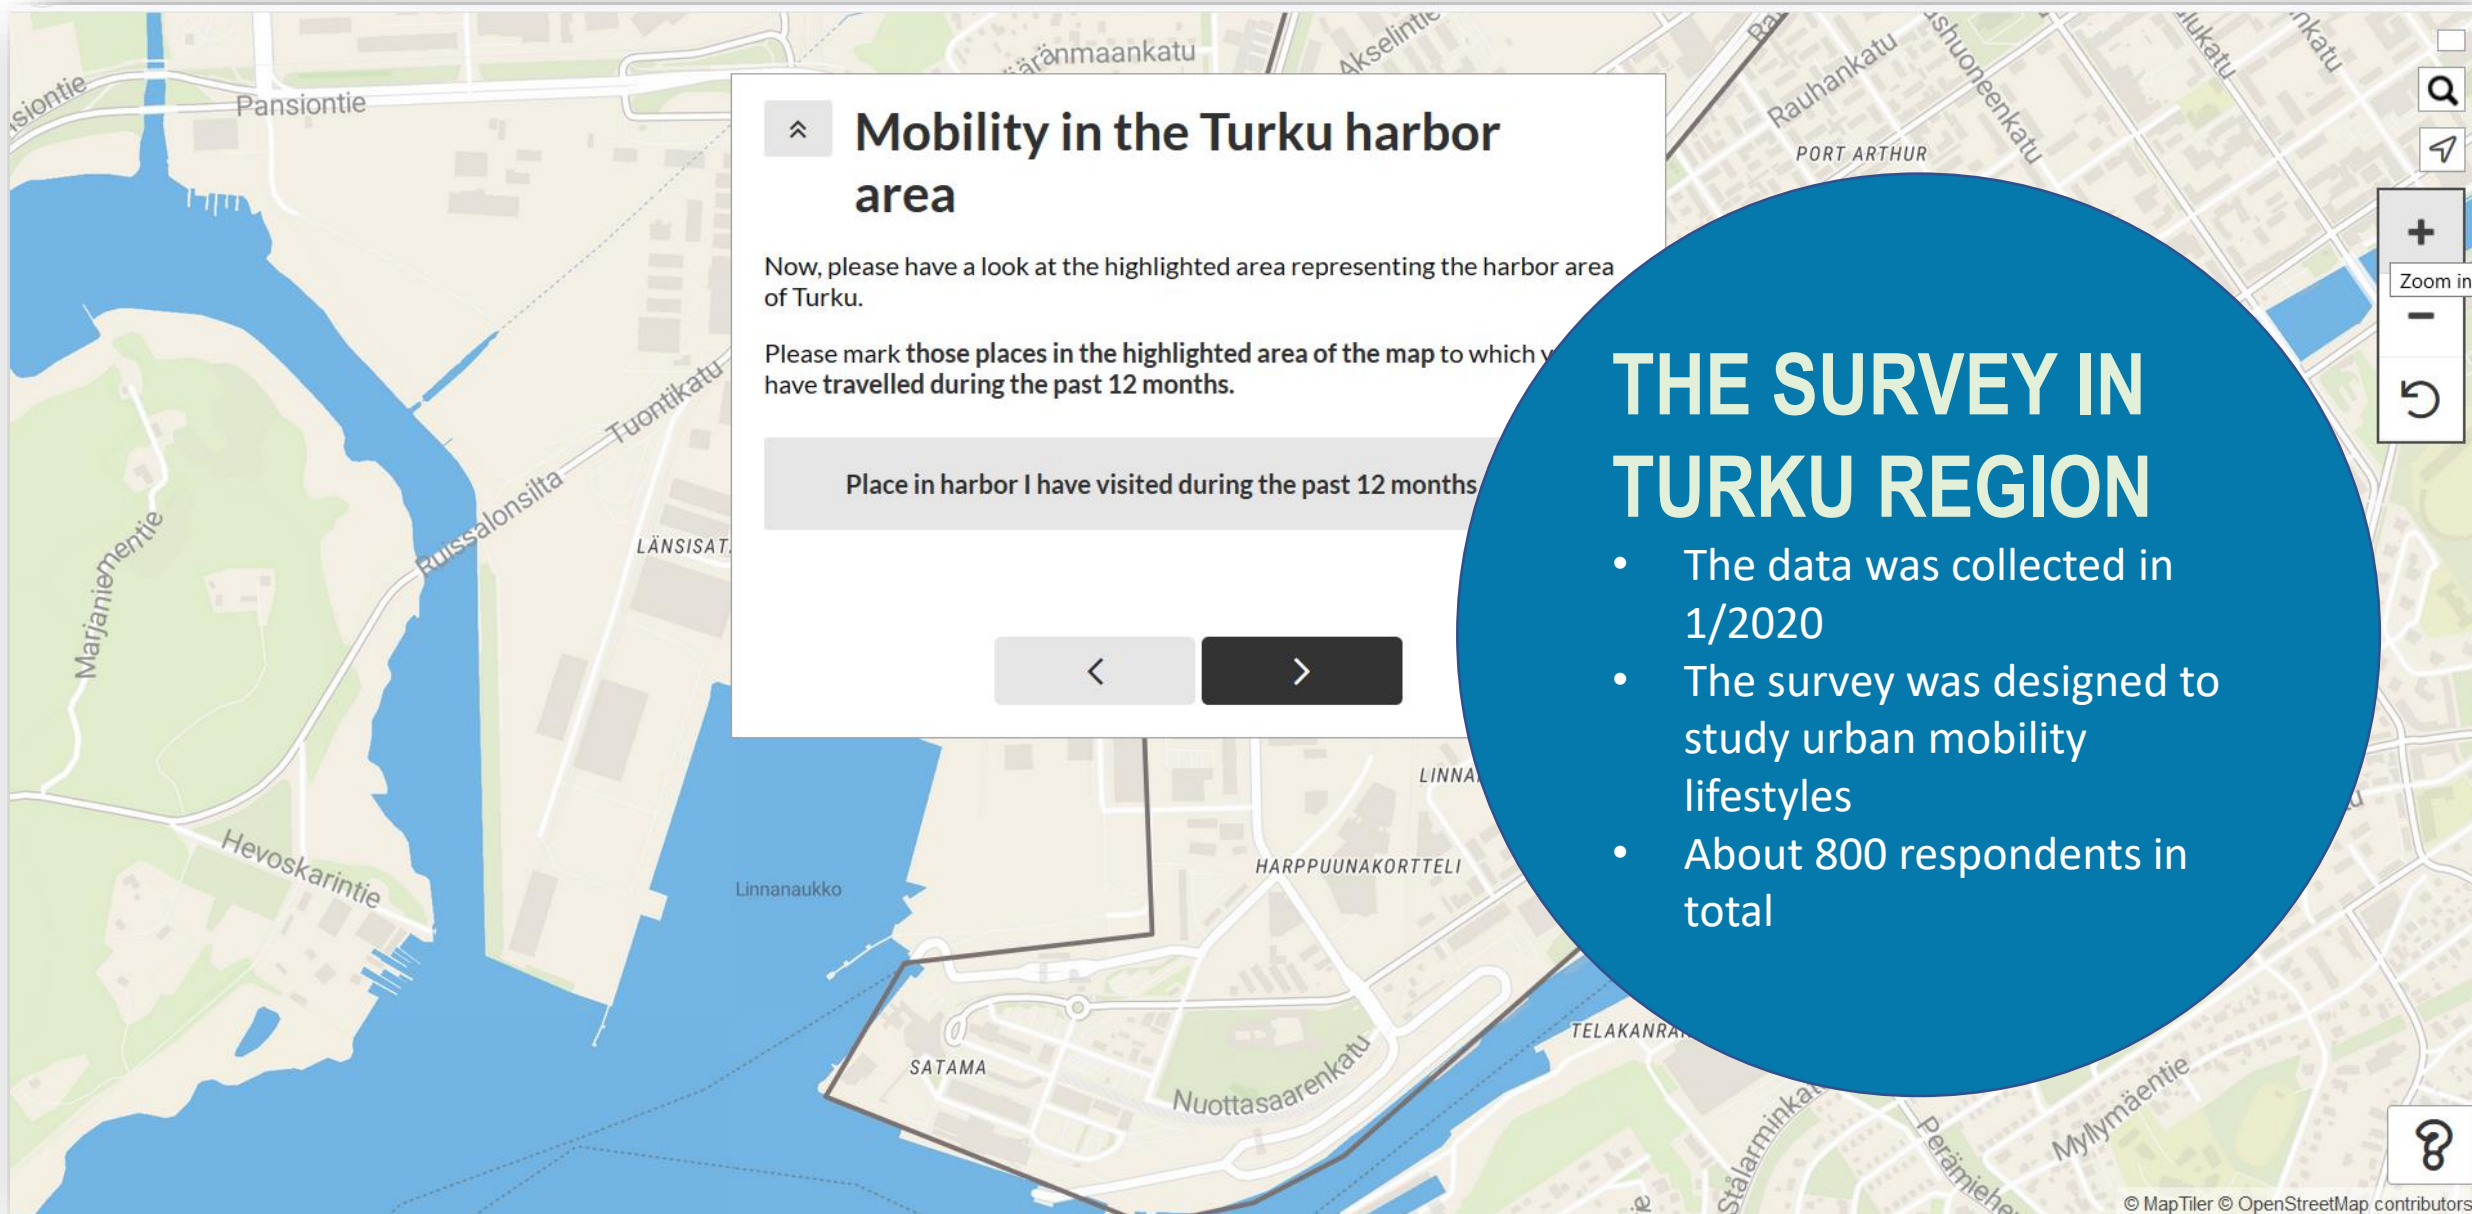 Pansiontie
Akselintie
Rauhankatu
PORT ARTHUR
Mobility in the Turku harbor
area
Now, please have a look at the highlighted area representing the harbor area
of Turku.
Please mark those places in the highlighted area of the map to which
have travelled during the past 12 months.
Place in harbor I have visited during the past 12 months
Zoom in
THE SURVEY IN
TURKU REGION
• The data was collected in
1/2020
• The survey was designed to
study urban mobility
lifestyles
• About 800 respondents in
total
Tuontikatu
Ruissalonsilta
Marjaniementie
Hevoskarintie
Linnanaukko
HARPPUUNAKORTTELI
SATAMA
Nuottasaarenkatu
Myllymäentie
© MapTiler © OpenStreetMap contributors